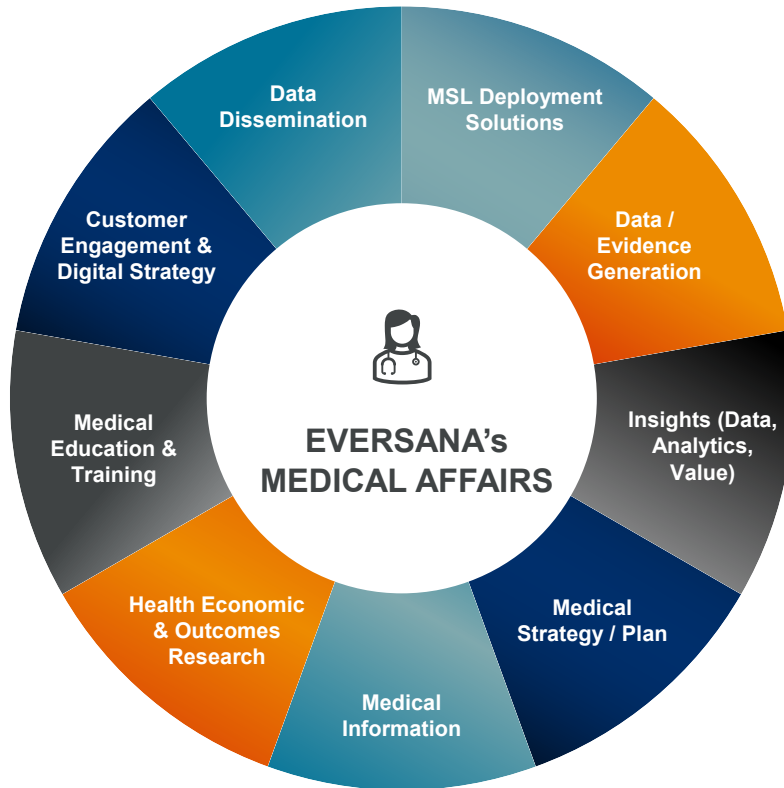 MSL Deployment
Solutions
Data /
Evidence
Generation
Insights (Data,
Analytics,
Value)
Medical
Strategy / Plan
Medical
Information
Health Economic
& Outcomes
Research
Medical
Education &
Training
Customer
Engagement &
Digital Strategy
Data
Dissemination
EVERSANA's
MEDICAL AFFAIRS